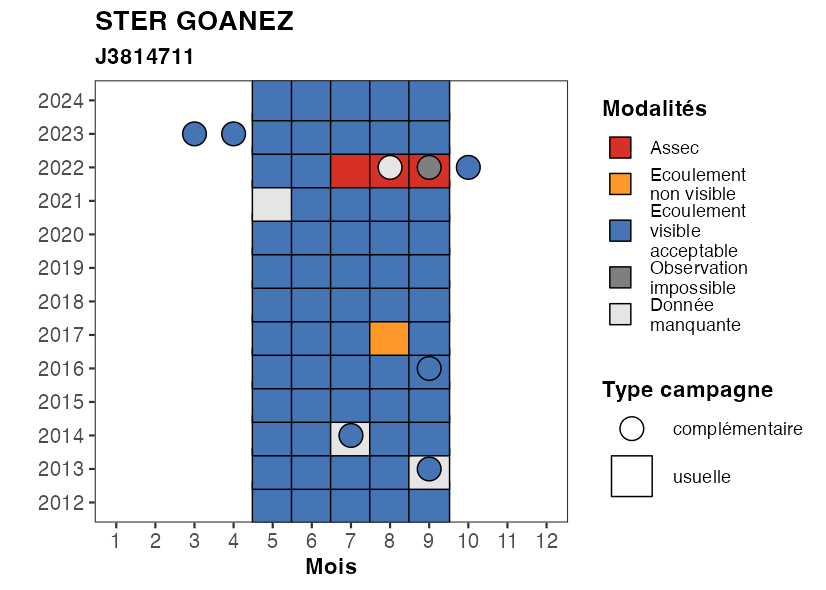 STER GOANEZ
J3814711
2024
2023
2022
2021
2020
2019
2018
2017
2016
2015
2014
2013
2012
1 2 3 4 5 6 7 8 9 10 11 12
Mois
Modalités
Assec
Ecoulement
non visible
Ecoulement
visible
acceptable
Observation
impossible
Donnée
manquante
Type campagne
complémentaire
usuelle